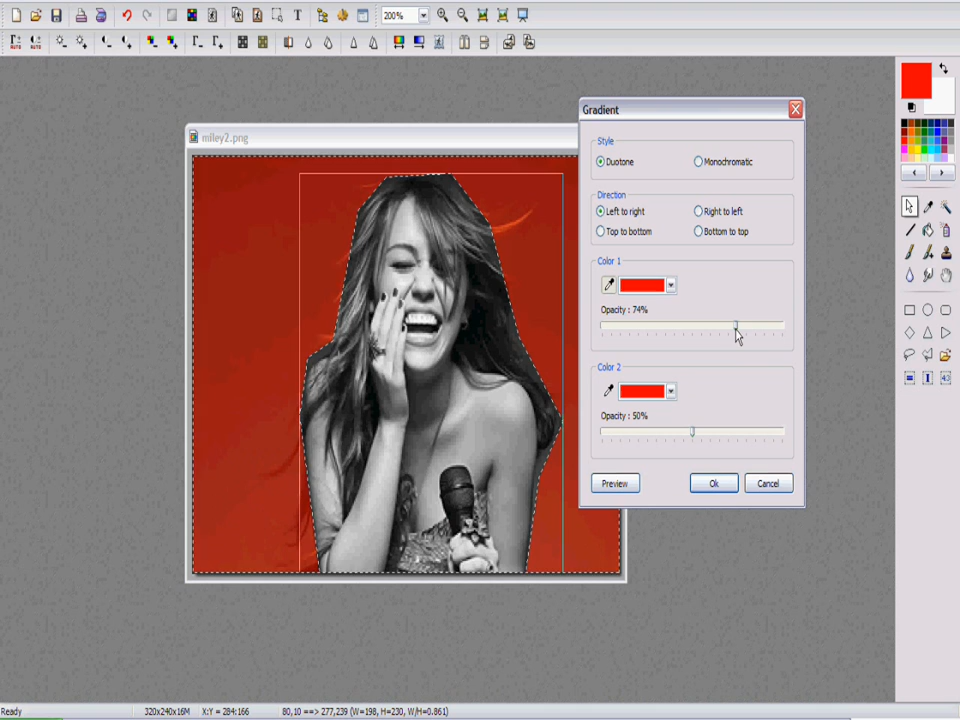 T
200%
AUTO AUTO
miley2.png
Gradient
Style
Duotone Monochromatic
Direction
Left to right Right to left
Top to bottom Bottom to top
Color 1
Opacity : 74%
Color 2
Opacity : 50%
Preview Ok Cancel
Ready 320x240x16M X:Y = 284:166 80,10 ==> 277,239 (W=198, H=230, W/H=0.861)